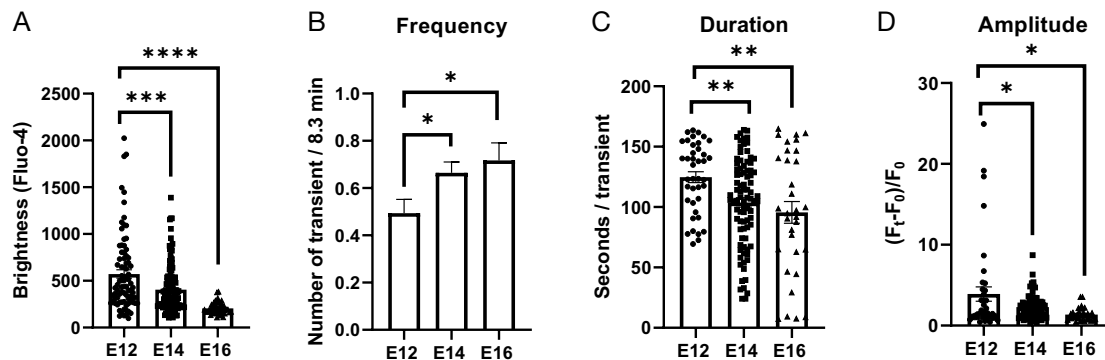 A
Brightness (Fluo-4)
2500
2000
1500
1000
500
0
****
***
E12 E14 E16
B
Frequency
Number of transient / 8.3 min
1.0
0.8
0.6
0.4
0.2
0.0
*
*
E12 E14 E16
C
Duration
Seconds / transient
200
150
100
50
0
**
**
E12 E14 E16
D
Amplitude
(Ft-F0)/F0
30
20
10
0
*
*
E12 E14 E16